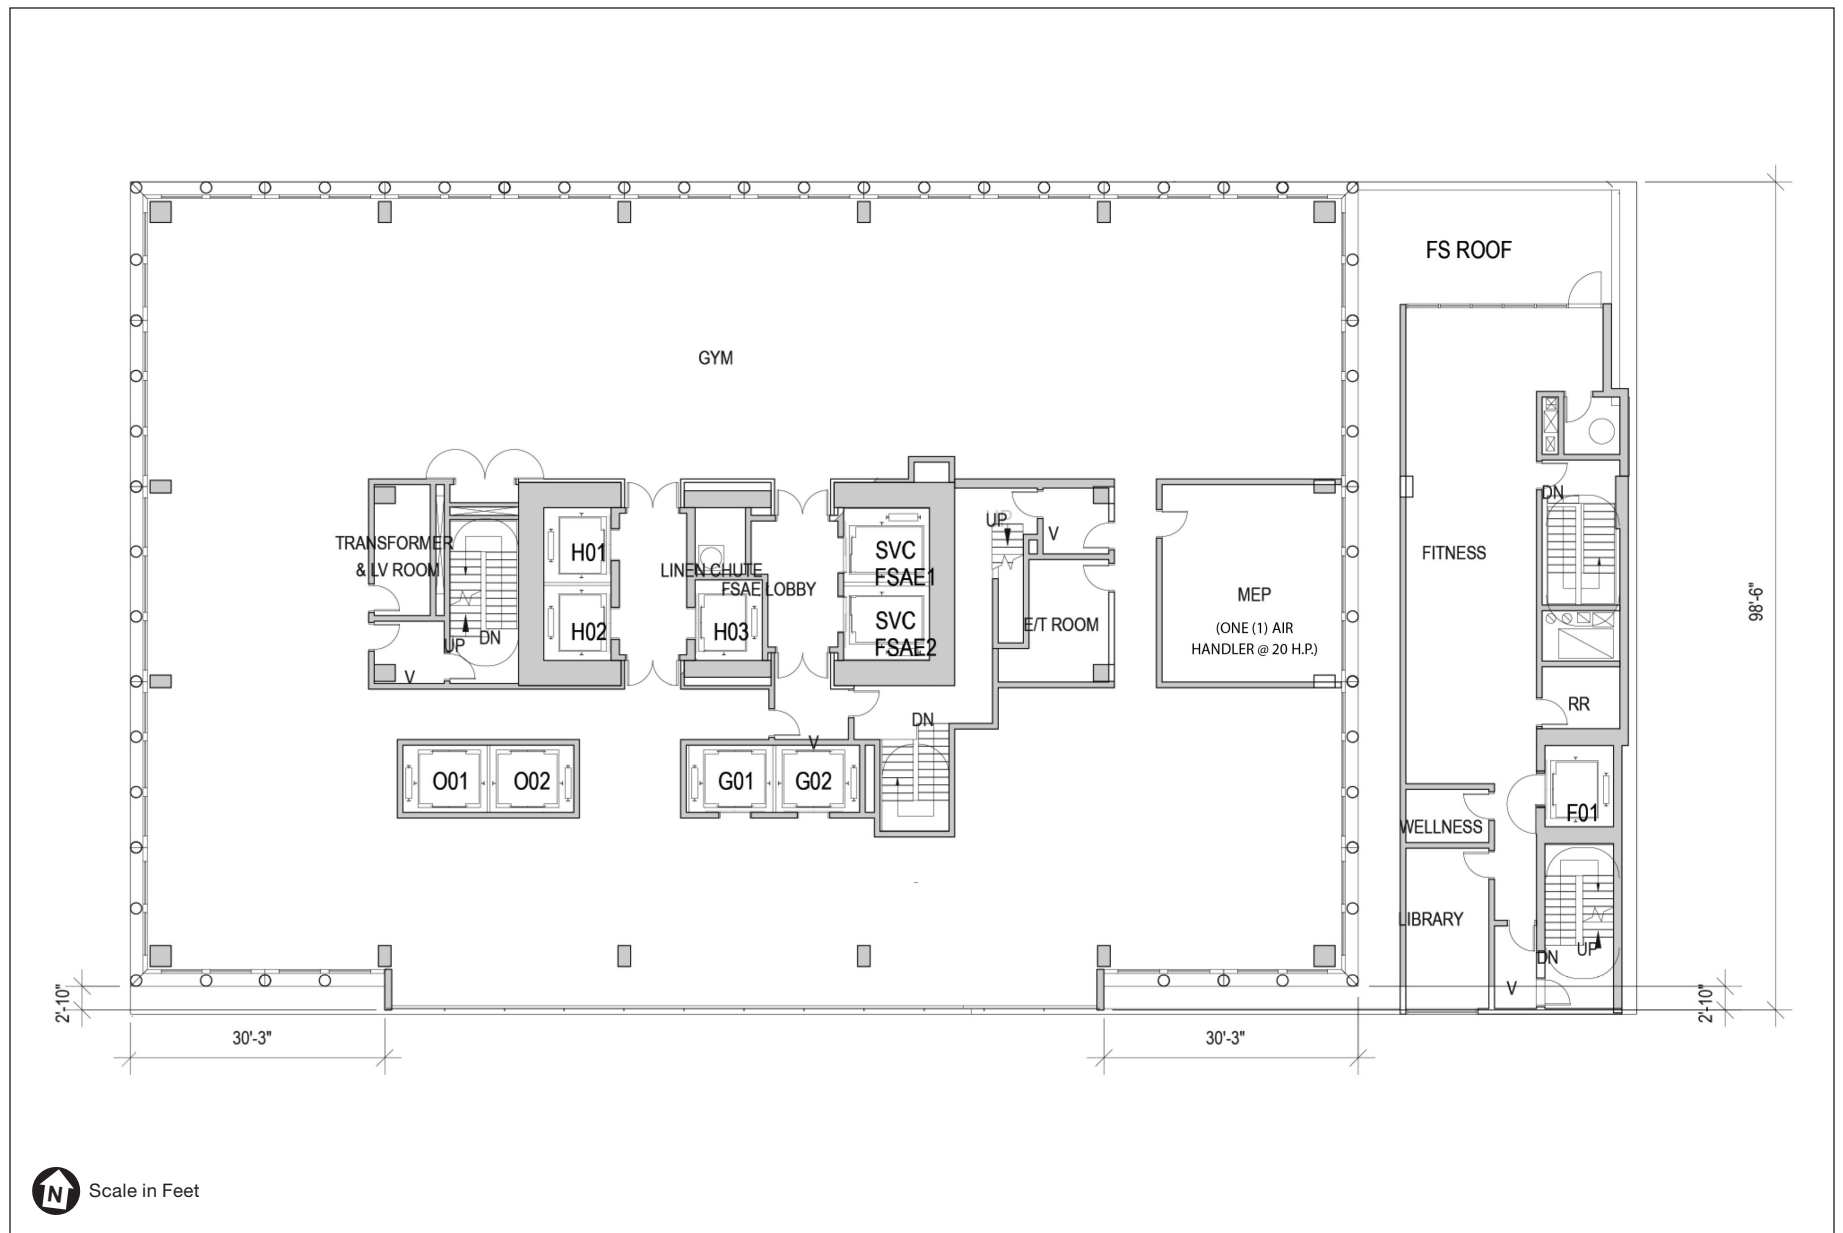 FS ROOF
GYM
TRANSFORMER
& LV ROOM
UP
DN
V
H01
H02
LINEN CHUTE
FSAE LOBBY
H03
SVC
FSAE1
SVC
FSAE2
UP
V
E/T ROOM
MEP
(ONE (1) AIR
HANDLER @ 20 H.P.)
FITNESS
DN
RR
DN
V
O01
O02
G01
G02
F01
WELLNESS
LIBRARY
DN
UP
V
98'-6"
2'-10"
30'-3"
30'-3"
2'-10"
N
Scale in Feet